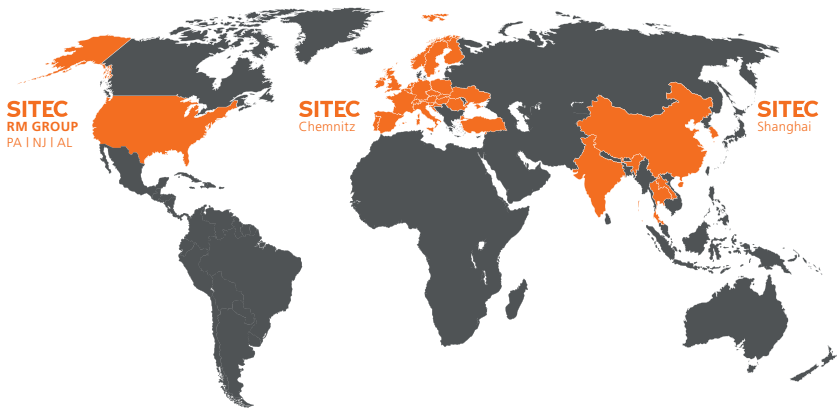 SITEC
RM GROUP
PA | NJ | AL
SITEC
Chemnitz
SITEC
Shanghai